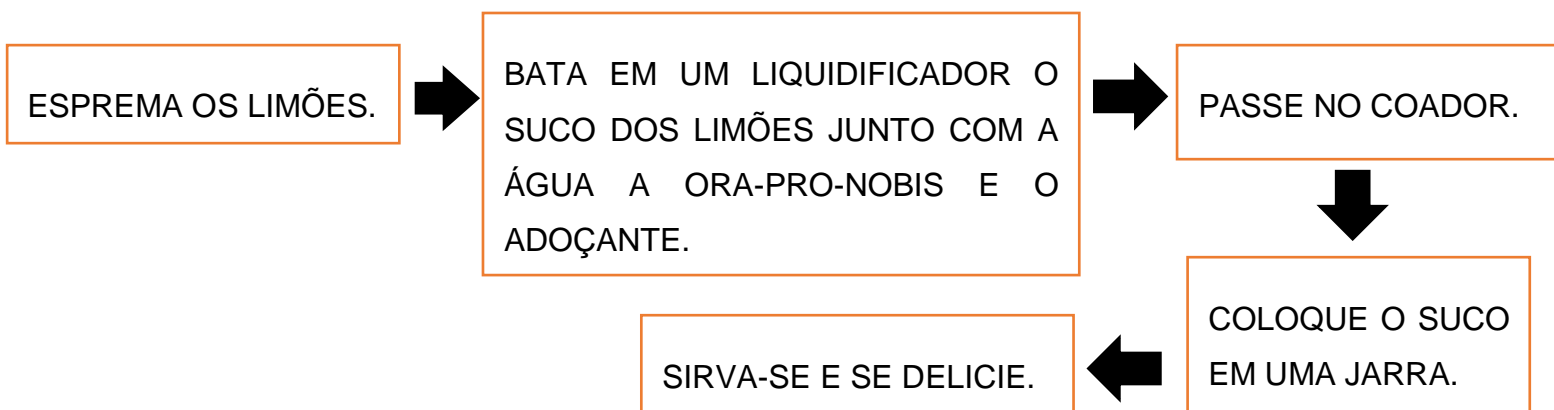 ESPREMA OS LIMÕES.
BATA EM UM LIQUIDIFICADOR O
SUCO DOS LIMÕES JUNTO COM A
ÁGUA A ORA-PRO-NOBIS E O
ADOÇANTE.
PASSE NO COADOR.
COLOQUE O SUCO
EM UMA JARRA.
SIRVA-SE E SE DELICIE.